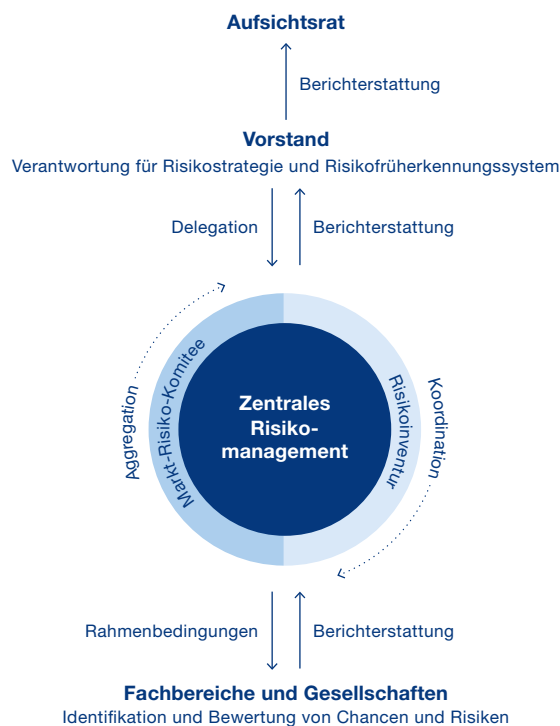 Aufsichtsrat
Berichterstattung
Vorstand
Verantwortung für Risikostrategie und Risikofrüherkennungssystem
Delegation
Berichterstattung
Aggregation
Markt-Risiko-Komitee
Zentrales
Risiko-
management
Risikoinventur
Koordination
Rahmenbedingungen
Berichterstattung
Fachbereiche und Gesellschaften
Identifikation und Bewertung von Chancen und Risiken